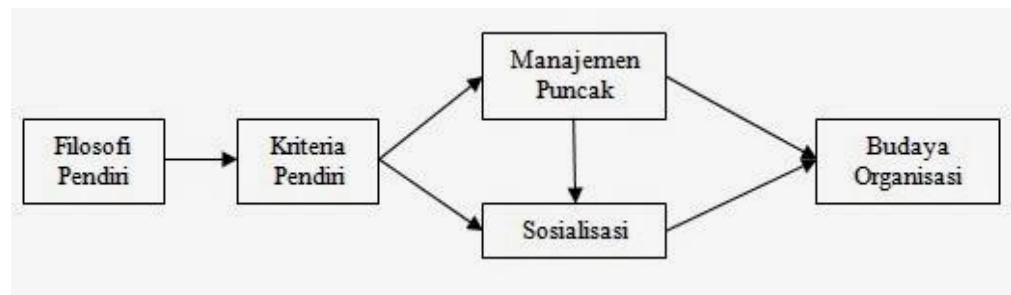 Filosofi
Pendiri
Kriteria
Pendiri
Manajemen
Puncak
Sosialisasi
Budaya
Organisasi